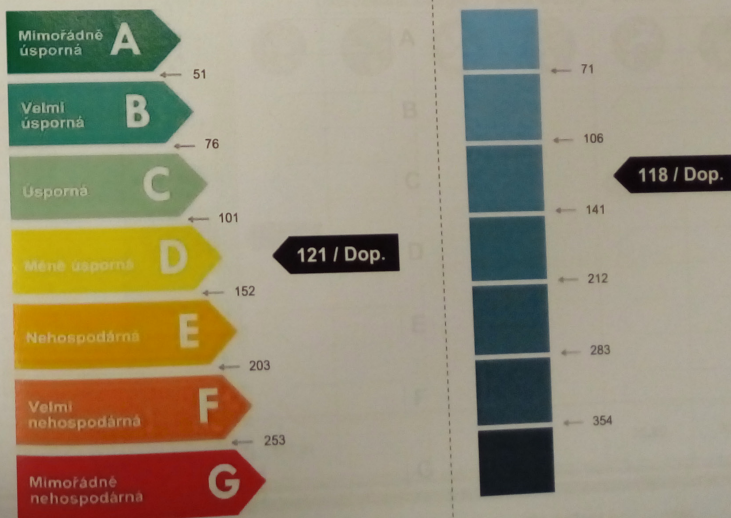 Mimořádně
úsporná
A
51
Velmi
úsporná
B
76
Úsporná
C
101
Méně úsporná
D
152
121 / Dop.
Nehospodárná
E
203
Velmi
nehospodárná
F
253
Mimořádně
nehospodárná
G
71
106
118 / Dop.
141
212
283
354
A
B
C
D
E
F
G